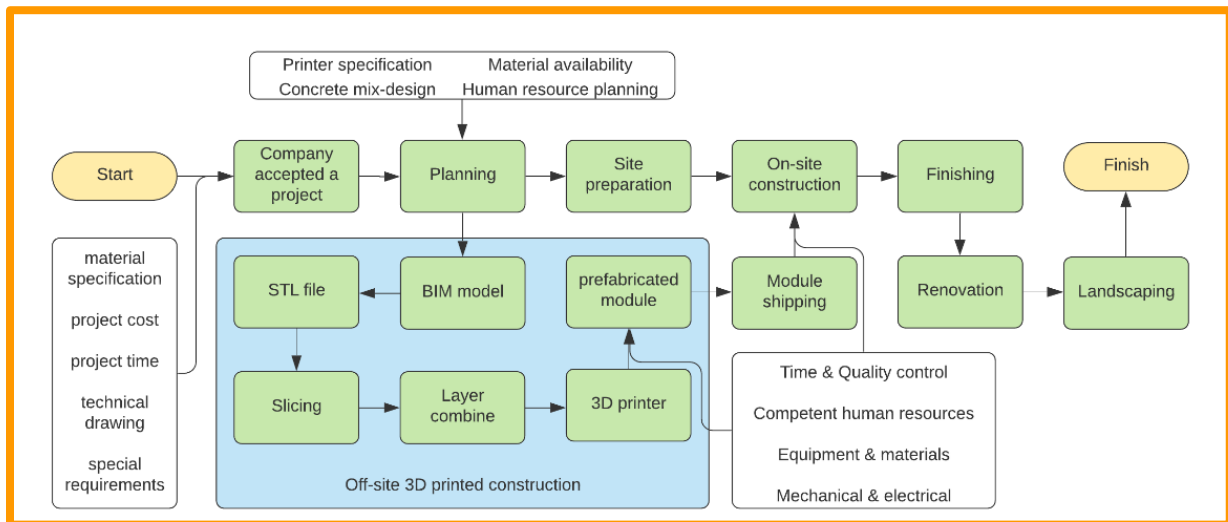 Printer specification
Material availability
Concrete mix-design
Human resource planning
Start
Company
accepted a
project
Planning
Site
preparation
On-site
construction
Finishing
Finish
material
specification
project cost
project time
technical
drawing
special
requirements
STL file
BIM model
prefabricated
module
Module
shipping
Renovation
Landscaping
Slicing
Layer
combine
3D printer
Off-site 3D printed construction
Time & Quality control
Competent human resources
Equipment & materials
Mechanical & electrical